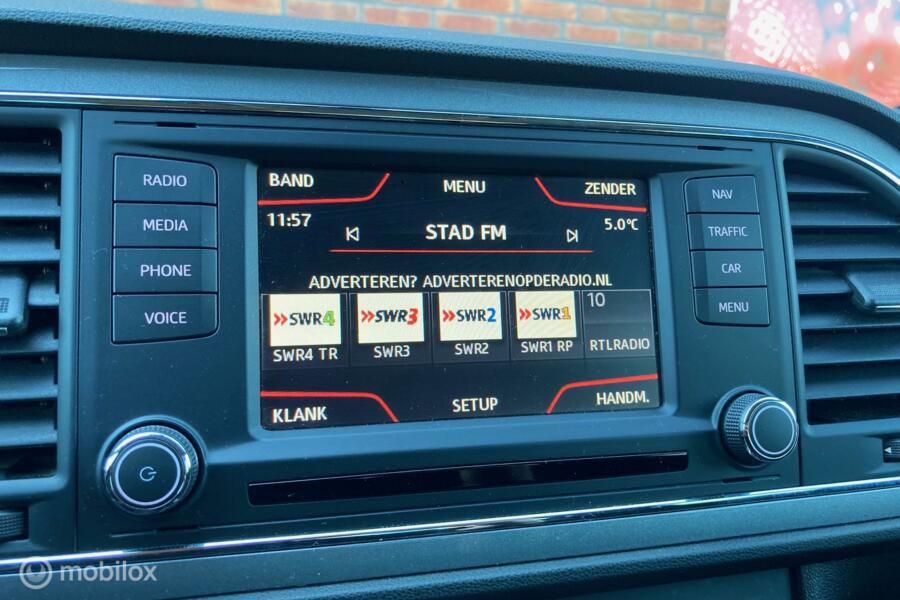 RADIO
MEDIA
PHONE
VOICE
BAND
MENU
ZENDER
11:57
STAD FM
5.0°C
ADVERTEREN? ADVERTERENOPDERADIO.NL
SWR4
SWR3
SWR2
SWR1
10
SWR4 TR
SWR3
SWR2
SWR1 RP
RTLRADIO
KLANK
SETUP
HANDM.
NAV
TRAFFIC
CAR
MENU
mobilox